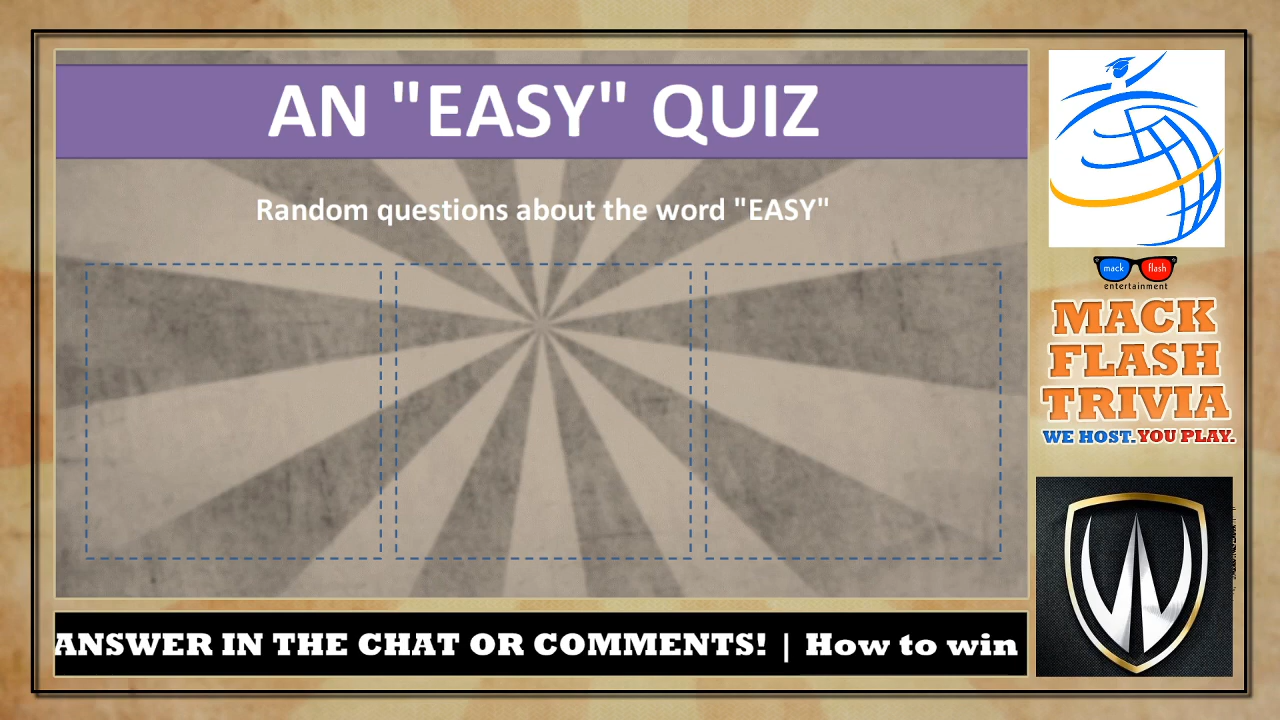 AN "EASY" QUIZ
Random questions about the word "EASY"
mack flash
entertainment
MACK
FLASH
TRIVIA
WE HOST. YOU PLAY.
W
ANSWER IN THE CHAT OR COMMENTS! | How to win